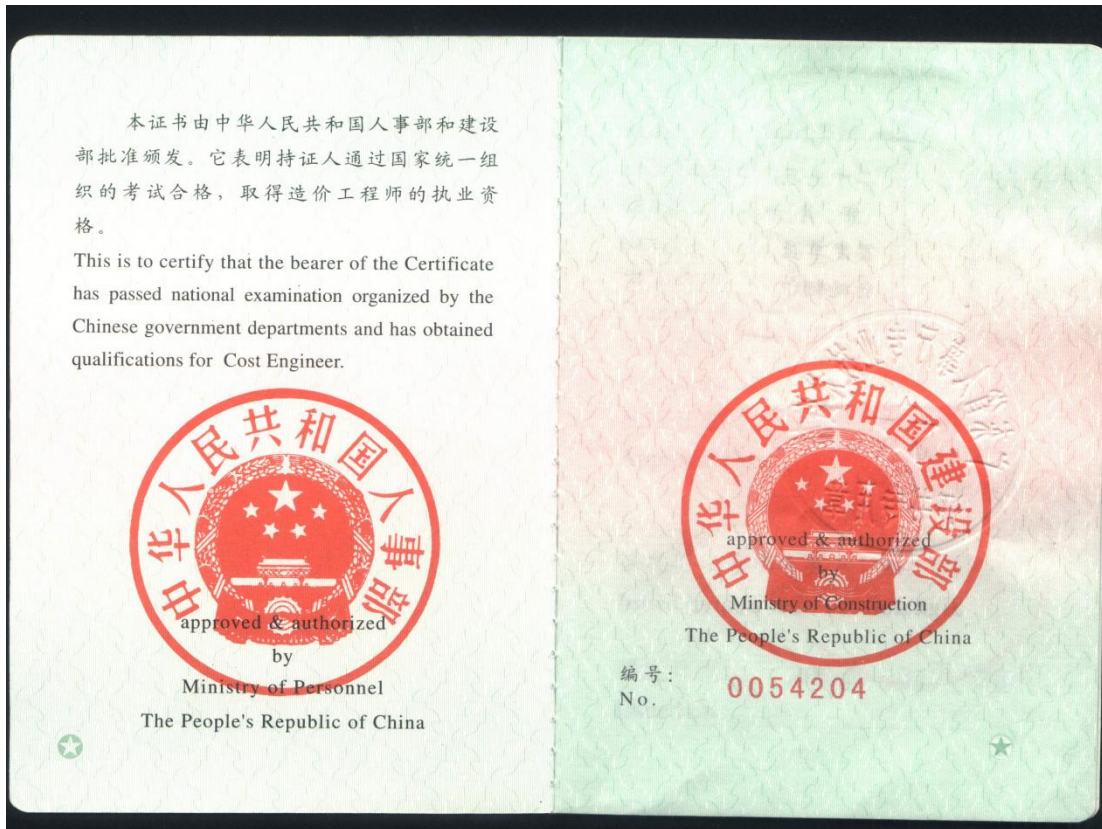 本证书由中华人民共和国人事部和建设
部批准颁发。它表明持证人通过国家统一组
织的考试合格，取得造价工程师的执业资
格。
This is to certify that the bearer of the Certificate
has passed national examination organized by the
Chinese government departments and has obtained
qualifications for Cost Engineer.
中华人民共和国人事部
approved & authorized
by
Ministry of Personnel
The People's Republic of China
中华人民共和国建设部
approved & authorized
by
Ministry of Construction
The People's Republic of China
编号:
No. 0054204